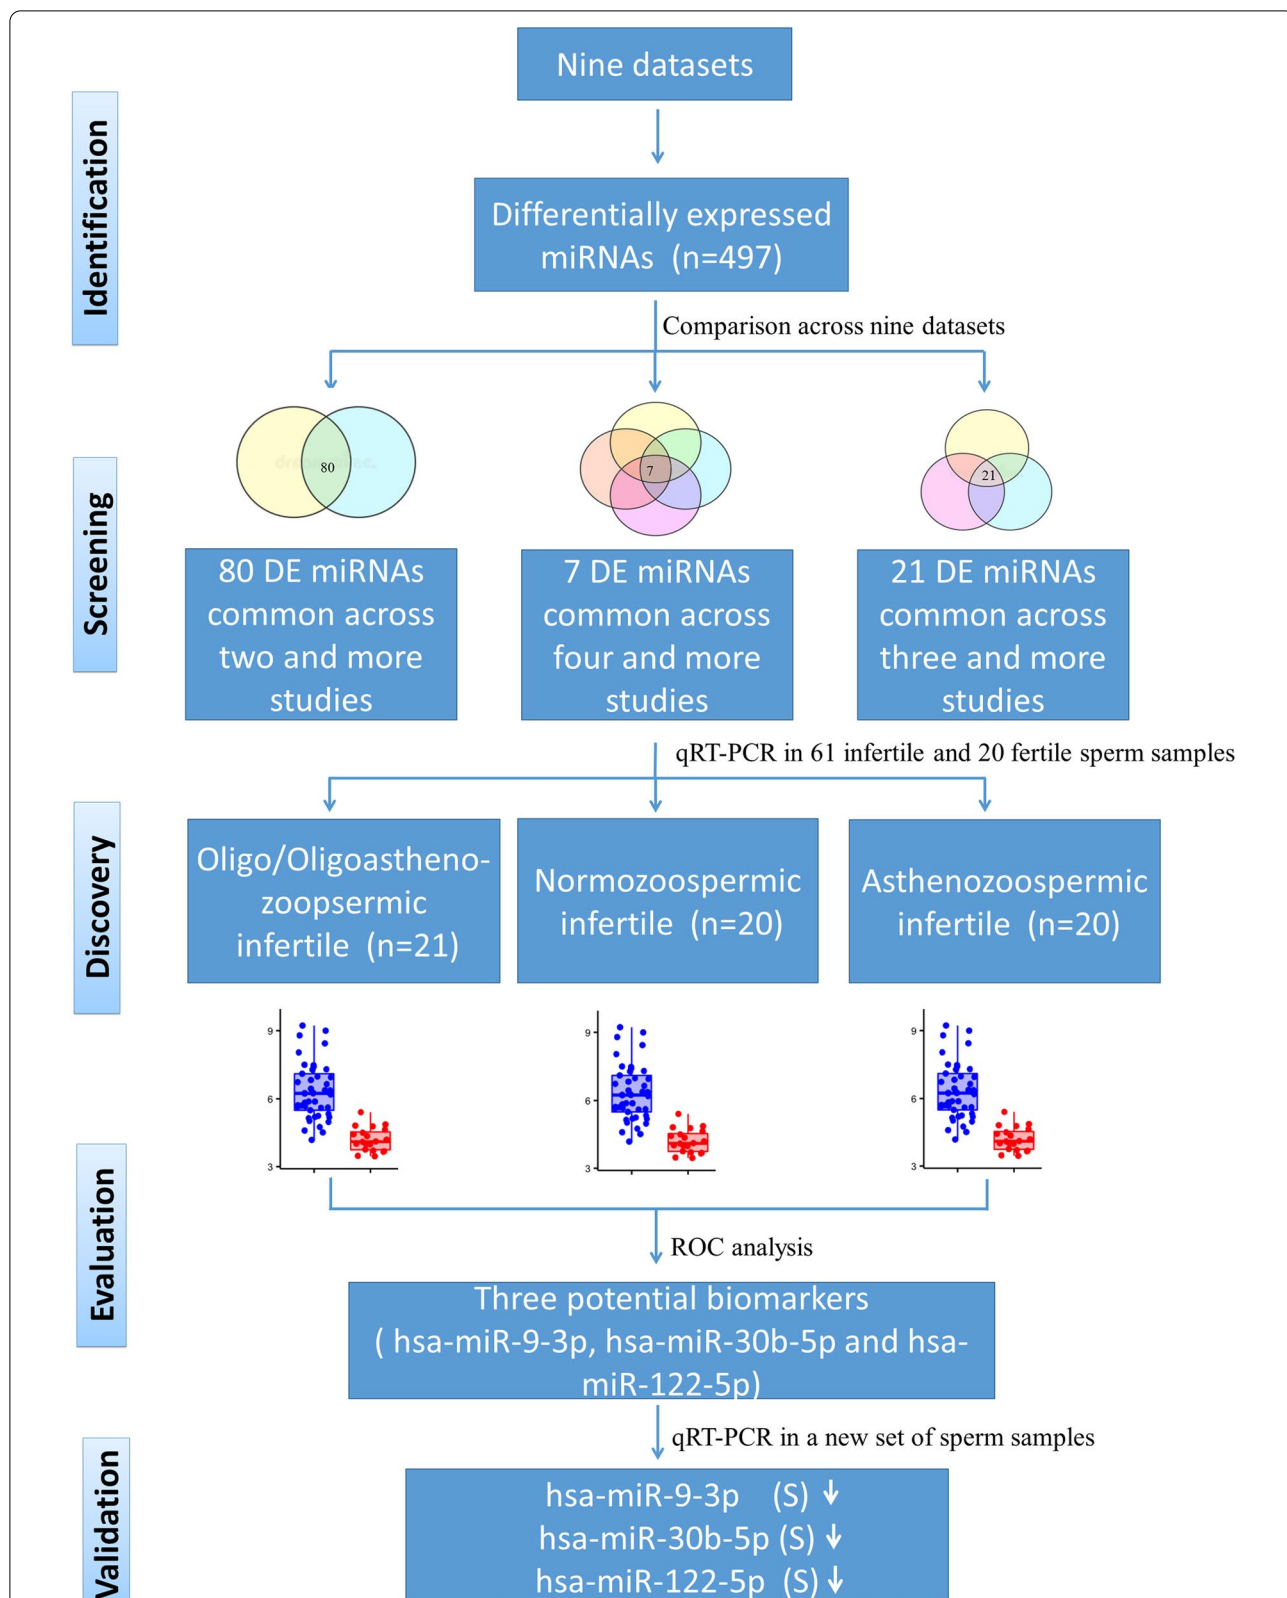 Nine datasets
Identification
Differentially expressed
miRNAs (n=497)
Comparison across nine datasets
80
7
21
Screening
80 DE miRNAs
common across
two and more
studies
7 DE miRNAs
common across
four and more
studies
21 DE miRNAs
common across
three and more
studies
qRT-PCR in 61 infertile and 20 fertile sperm samples
Discovery
Oligo/Oligoastheno-
zoopsermic
infertile (n=21)
Normozoospermic
infertile (n=20)
Asthenozoospermic
infertile (n=20)
9
6
3
9
6
3
9
6
3
Evaluation
ROC analysis
Three potential biomarkers
( hsa-miR-9-3p, hsa-miR-30b-5p and hsa-
miR-122-5p)
qRT-PCR in a new set of sperm samples
Validation
hsa-miR-9-3p (S) ↓
hsa-miR-30b-5p (S) ↓
hsa-miR-122-5p (S) ↓